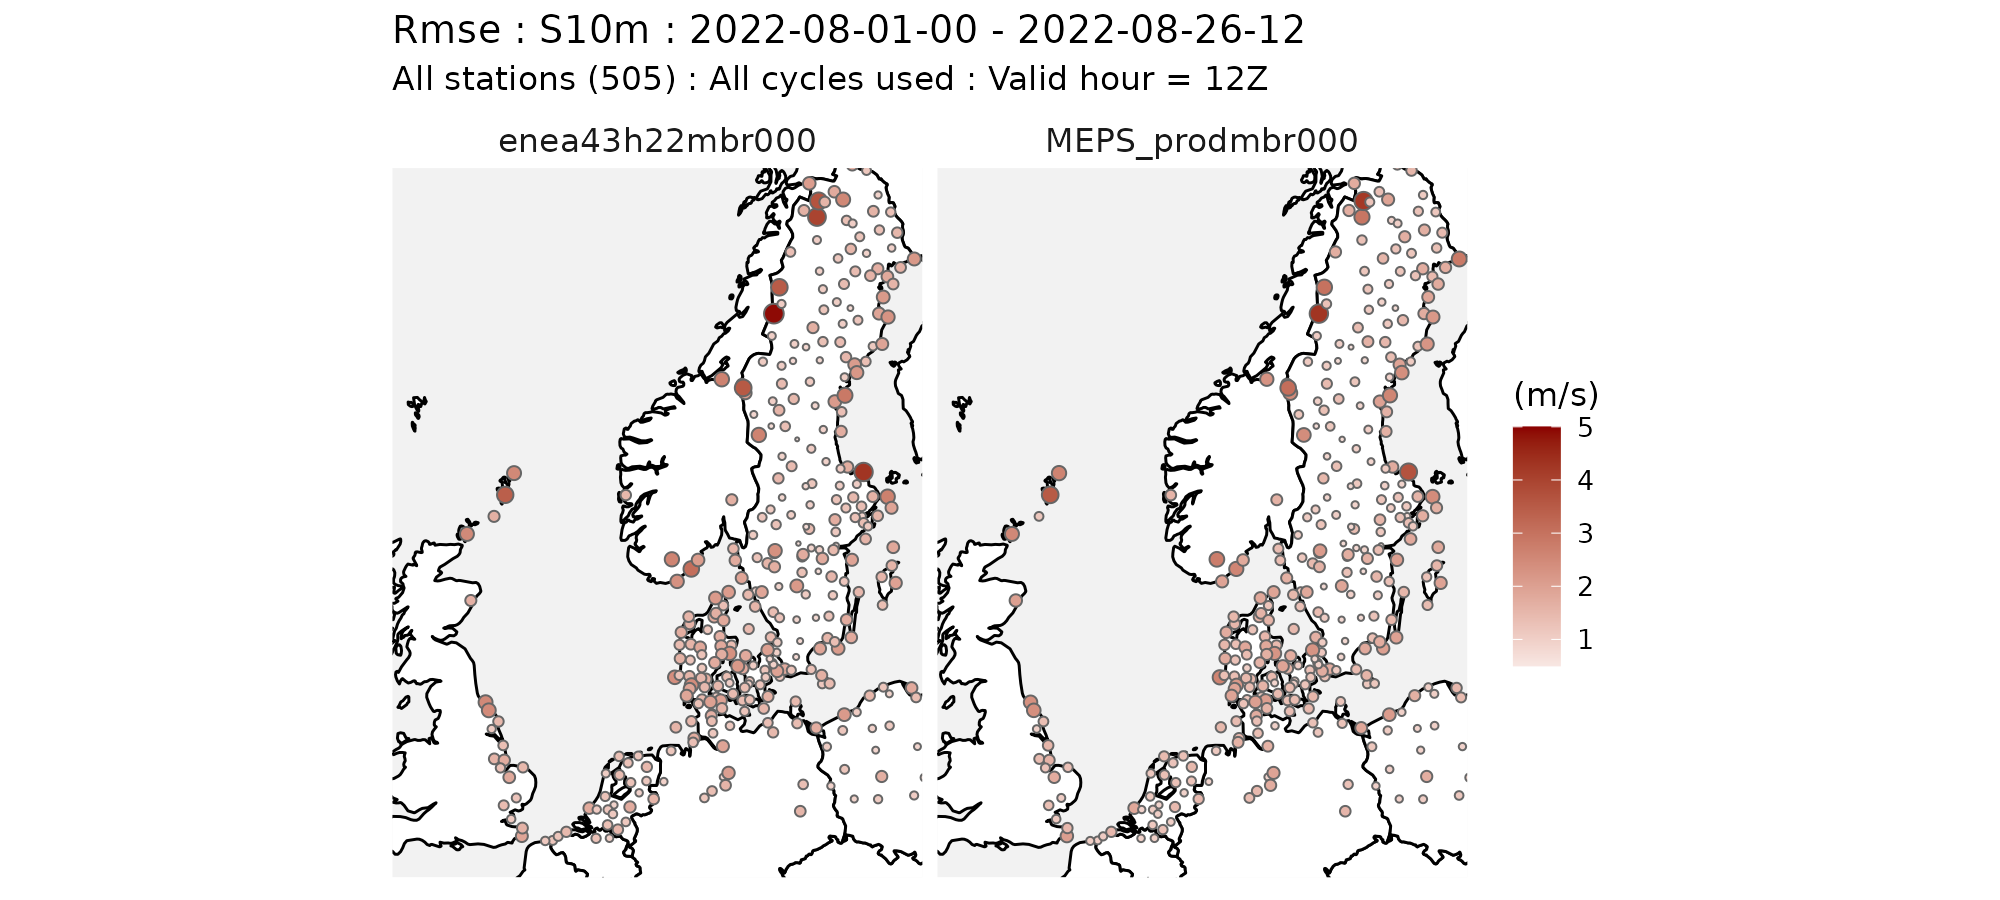 Rmse : S10m : 2022-08-01-00 - 2022-08-26-12
All stations (505) : All cycles used : Valid hour = 12Z
enea43h22mbr000
MEPS_prodmbr000
(m/s)
5
4
3
2
1